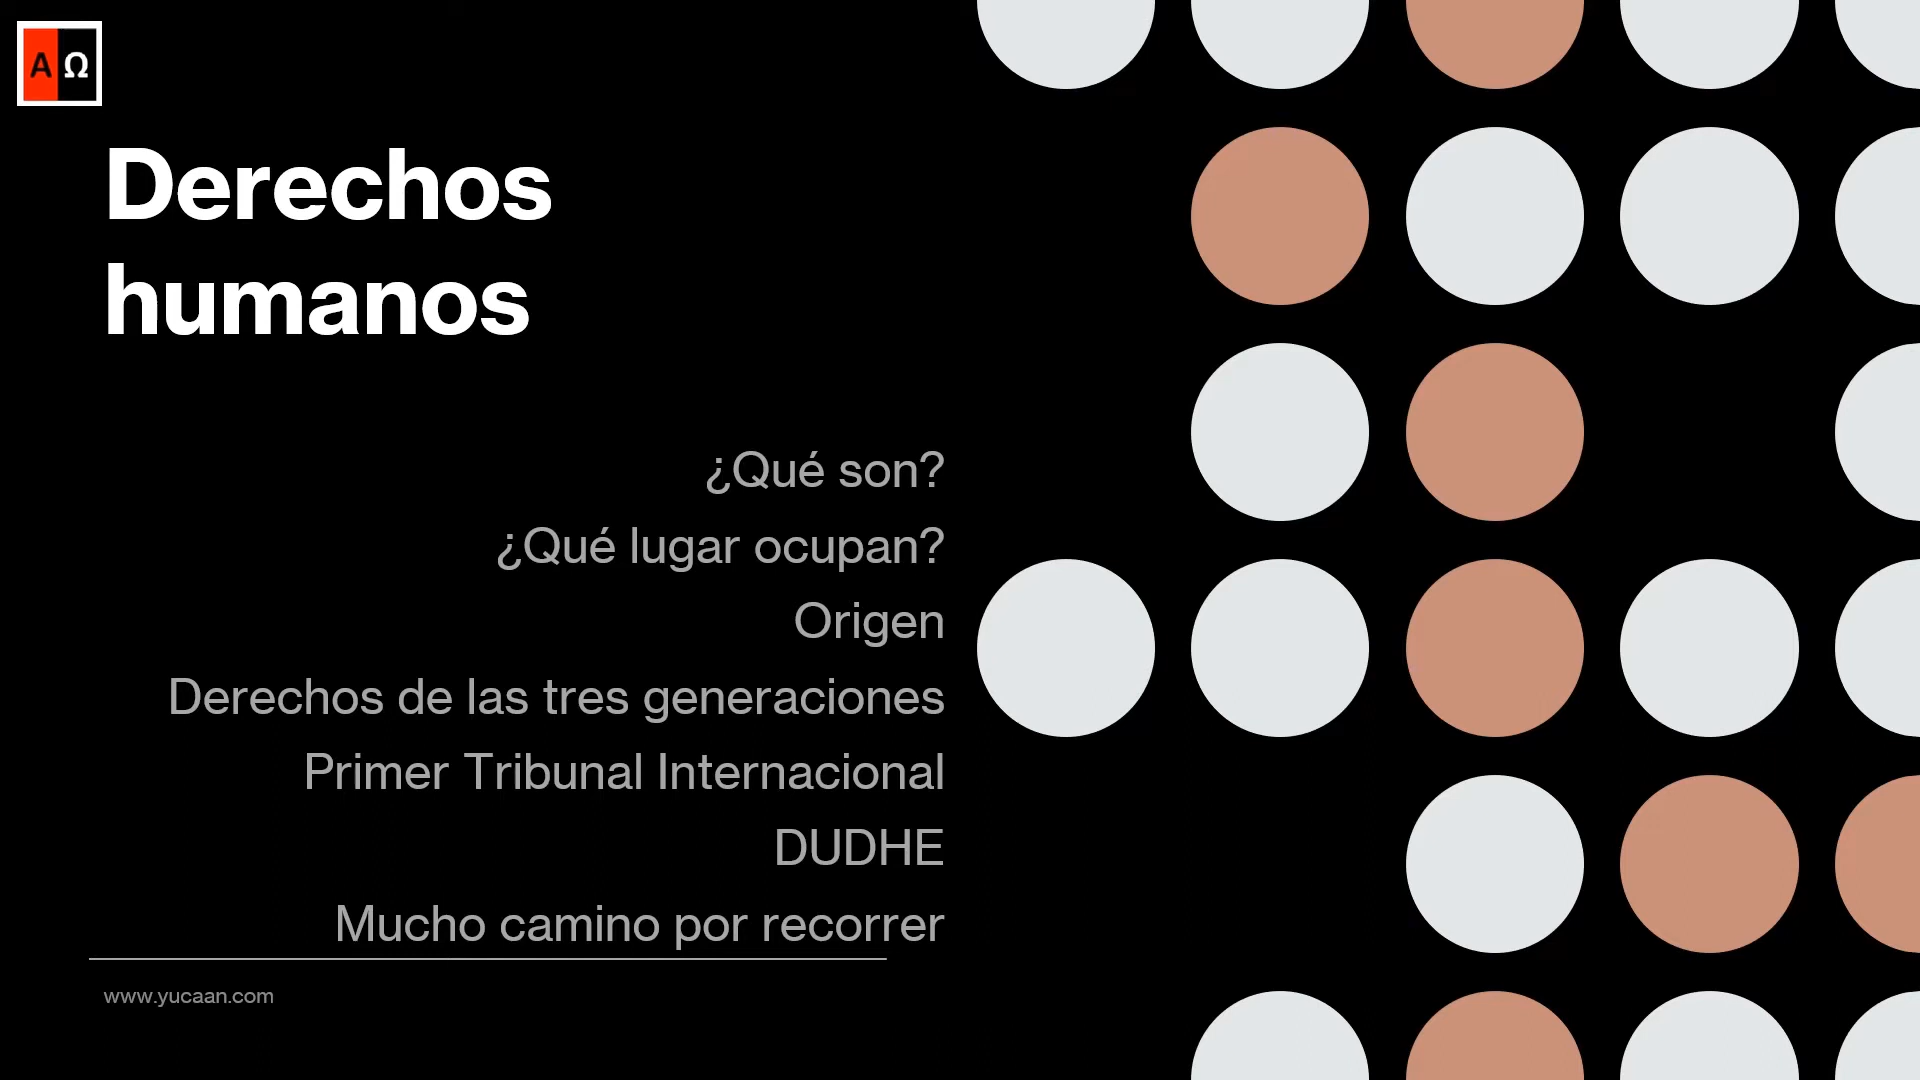 A Ω
Derechos
humanos
¿Qué son?
¿Qué lugar ocupan?
Origen
Derechos de las tres generaciones
Primer Tribunal Internacional
DUDHE
Mucho camino por recorrer
www.yucaan.com